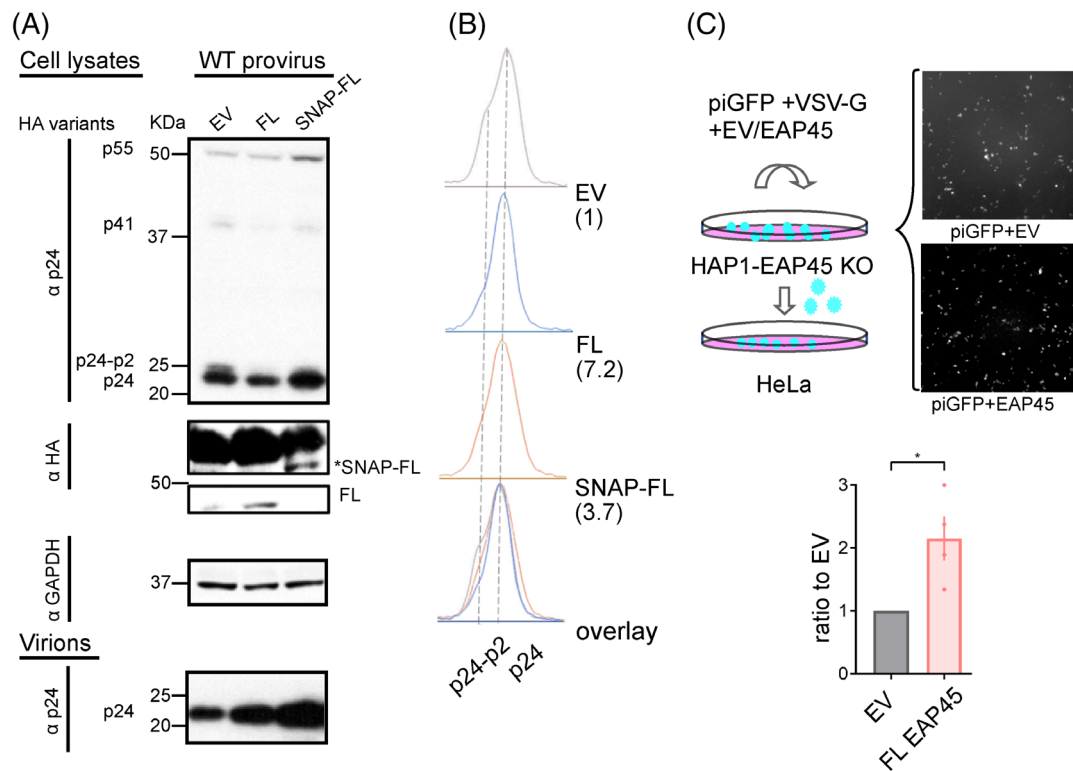 (A)
Cell lysates
WT provirus
HA variants
KDa
EV
FL
SNAP-FL
α p24
p55
50
p41
37
p24-p2
25
p24
20
α HA
*SNAP-FL
50
FL
α GAPDH
37
Virions
α p24
p24
25
20
(B)
EV
(1)
FL
(7.2)
SNAP-FL
(3.7)
overlay
p24-p2
p24
(C)
piGFP +VSV-G
+EV/EAP45
HAP1-EAP45 KO
HeLa
piGFP+EV
piGFP+EAP45
ratio to EV
3
2
1
0
*
EV
FL EAP45